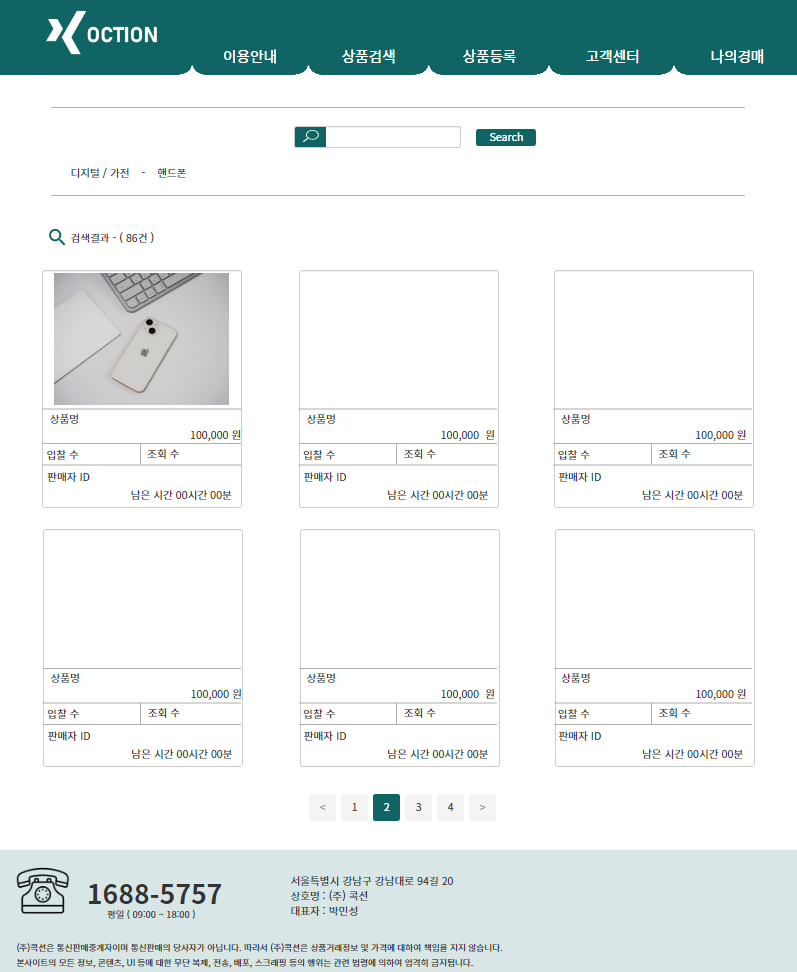 OCTION
이용안내 상품검색 상품등록 고객센터 나의경매
Search
디지털 / 가전 - 핸드폰
검색결과 - ( 86건 )
상품명 상품명 상품명
100,000 원 100,000 원 100,000 원
입찰 수 조회 수 입찰 수 조회 수 입찰 수 조회 수
판매자 ID 판매자 ID 판매자 ID
남은 시간 00시간 00분 남은 시간 00시간 00분 남은 시간 00시간 00분
상품명 상품명 상품명
100,000 원 100,000 원 100,000 원
입찰 수 조회 수 입찰 수 조회 수 입찰 수 조회 수
판매자 ID 판매자 ID 판매자 ID
남은 시간 00시간 00분 남은 시간 00시간 00분 남은 시간 00시간 00분
< 1 2 3 4 >
1688-5757
평일 ( 09:00 ~ 18:00 )
서울특별시 강남구 강남대로 94길 20
상호명 : (주) 콕션
대표자 : 박민성
(주)콕션은 통신판매중개자이며 통신판매의 당사자가 아닙니다. 따라서 (주)콕션은 상품거래정보 및 가격에 대하여 책임을 지지 않습니다.
본사이트의 모든 정보, 콘텐츠, UI 등에 대한 무단 복제, 전송, 배포, 스크래핑 등의 행위는 관련 법령에 의하여 엄격히 금지됩니다.